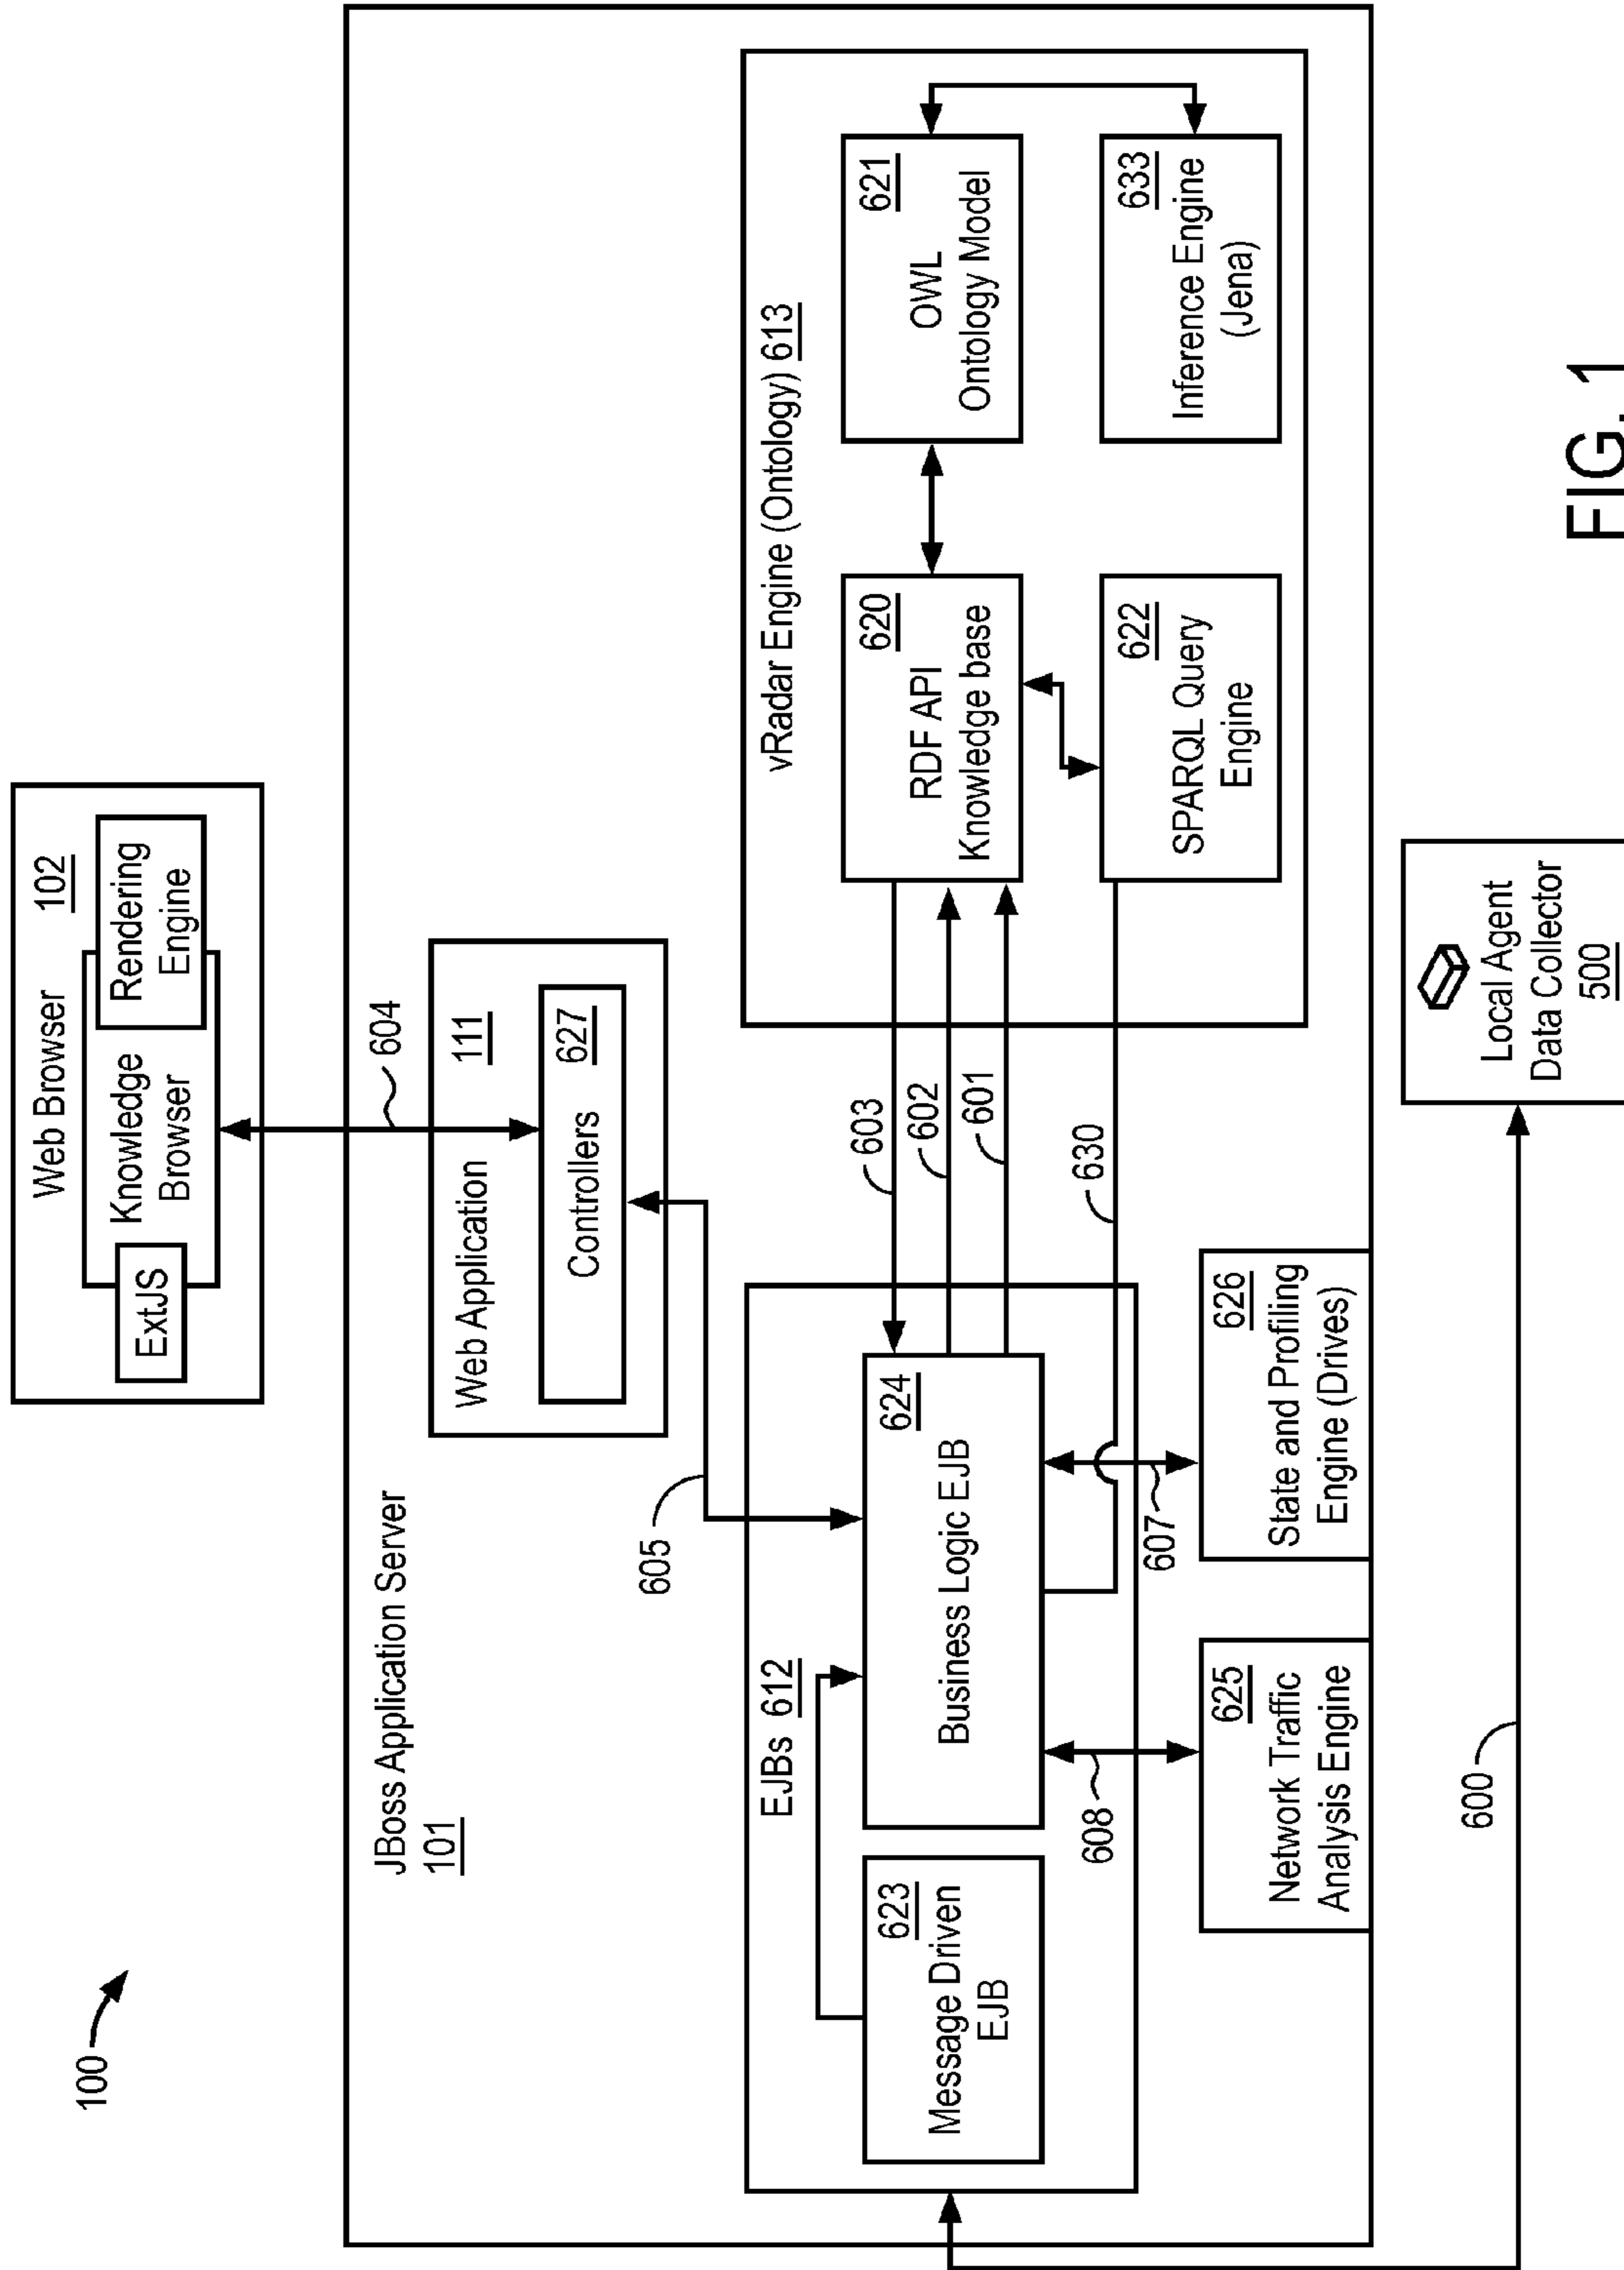 100
Web Browser
102
ExtJS
Knowledge
Browser
Rendering
Engine
604
JBoss Application Server
101
Web Application
111
Controllers
627
605
EJBs 612
623
Message Driven
EJB
624
Business Logic EJB
603
602
601
630
608
607
625
Network Traffic
Analysis Engine
626
State and Profiling
Engine (Drives)
vRadar Engine (Ontology) 613
620
RDF API
Knowledge base
621
OWL
Ontology Model
622
SPARQL Query
Engine
633
Inference Engine
(Jena)
600
Local Agent
Data Collector
500
FIG. 1